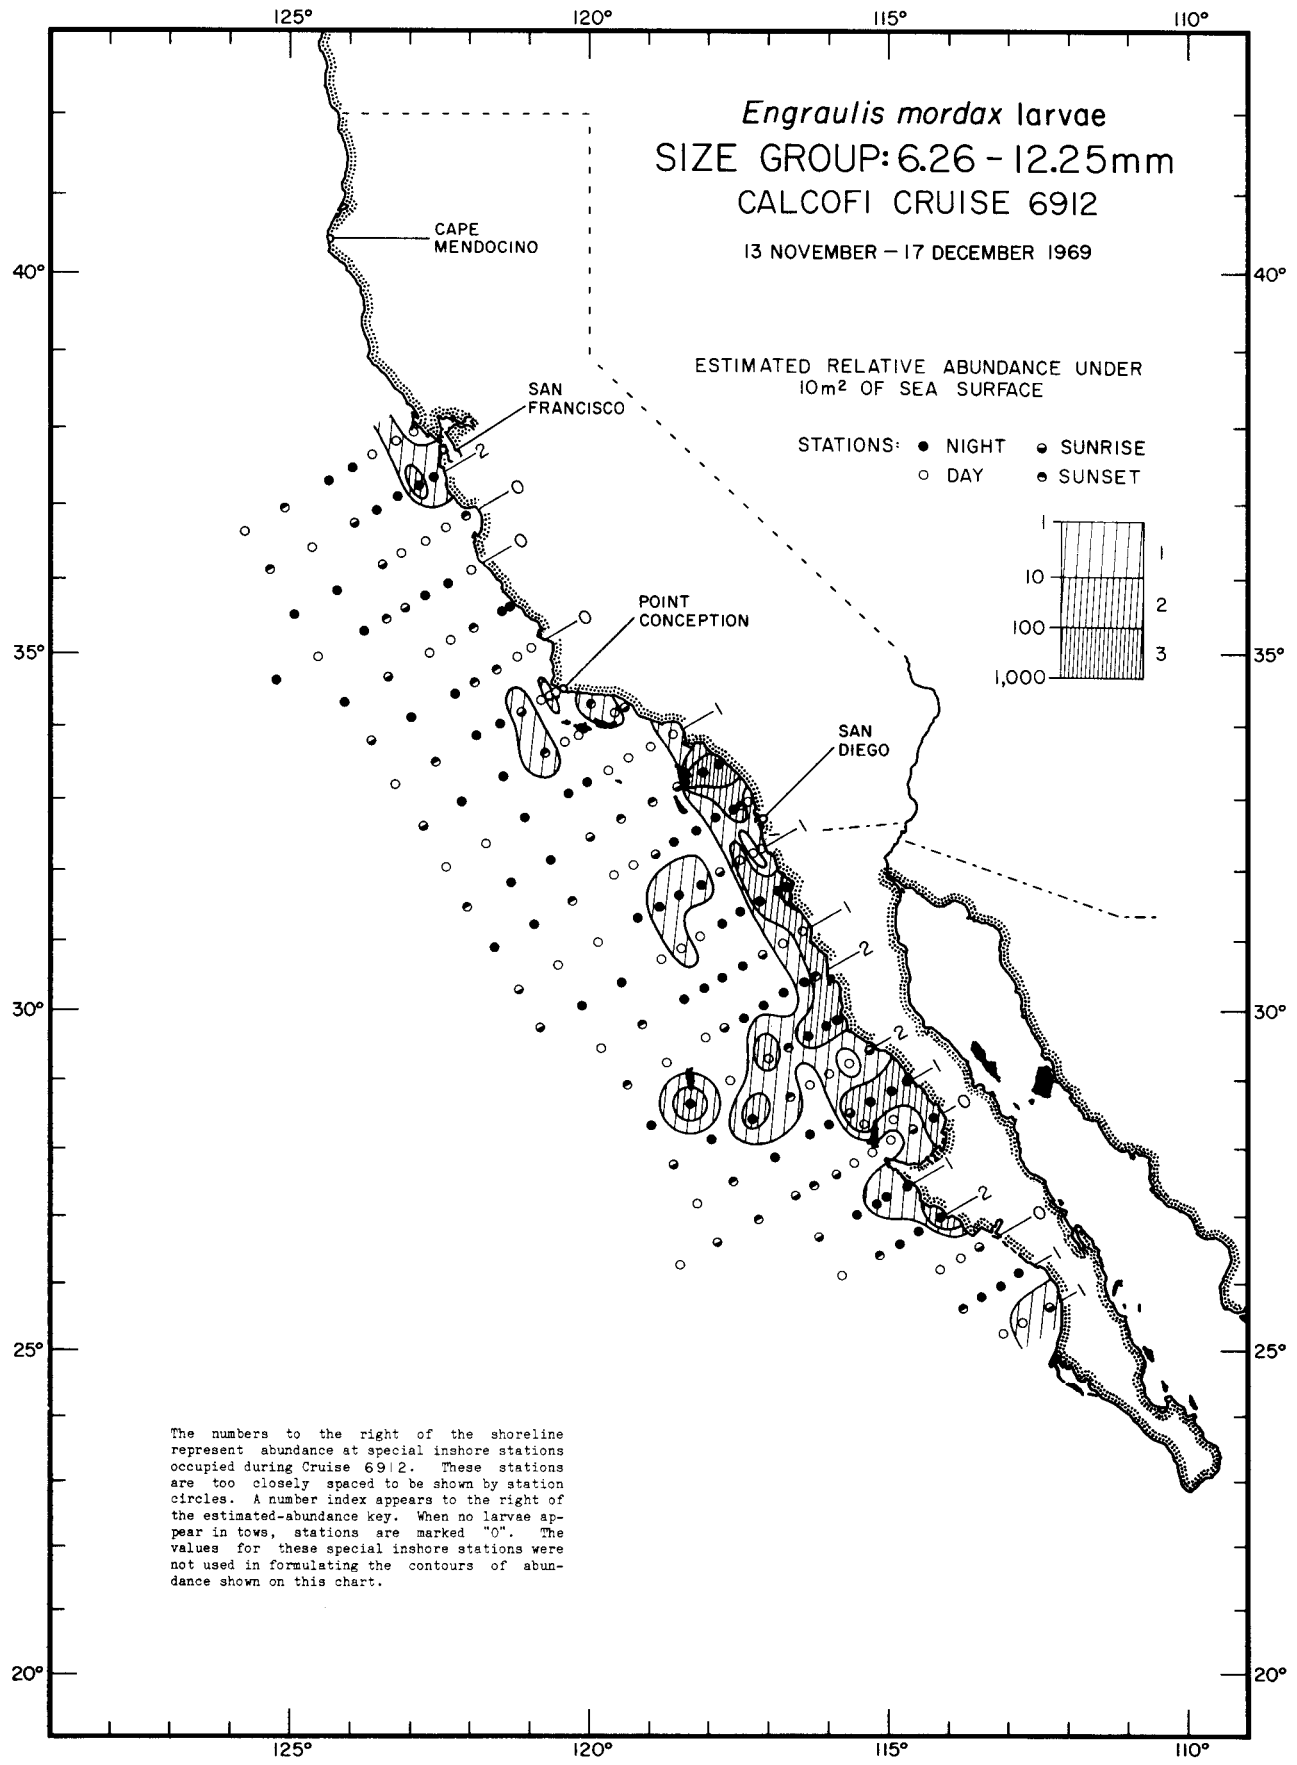 125° 120° 115° 110°
Engraulis mordax larvae
SIZE GROUP: 6.26 - 12.25mm
CALCOFI CRUISE 6912
13 NOVEMBER - 17 DECEMBER 1969
CAPE
MENDOCINO
40° 40°
ESTIMATED RELATIVE ABUNDANCE UNDER
10m² OF SEA SURFACE
SAN
FRANCISCO
STATIONS: ● NIGHT ◒ SUNRISE
○ DAY ◓ SUNSET
2
0
0
1
10
100
1,000
1
2
3
POINT
CONCEPTION
0
35° 35°
1
SAN
DIEGO
1
1
2
30° 30°
2
1
0
1
2
0
1
1
25° 25°
The numbers to the right of the shoreline
represent abundance at special inshore stations
occupied during Cruise 6912. These stations
are too closely spaced to be shown by station
circles. A number index appears to the right of
the estimated-abundance key. When no larvae ap-
pear in tows, stations are marked "0". The
values for these special inshore stations were
not used in formulating the contours of abun-
dance shown on this chart.
20° 20°
125° 120° 115° 110°